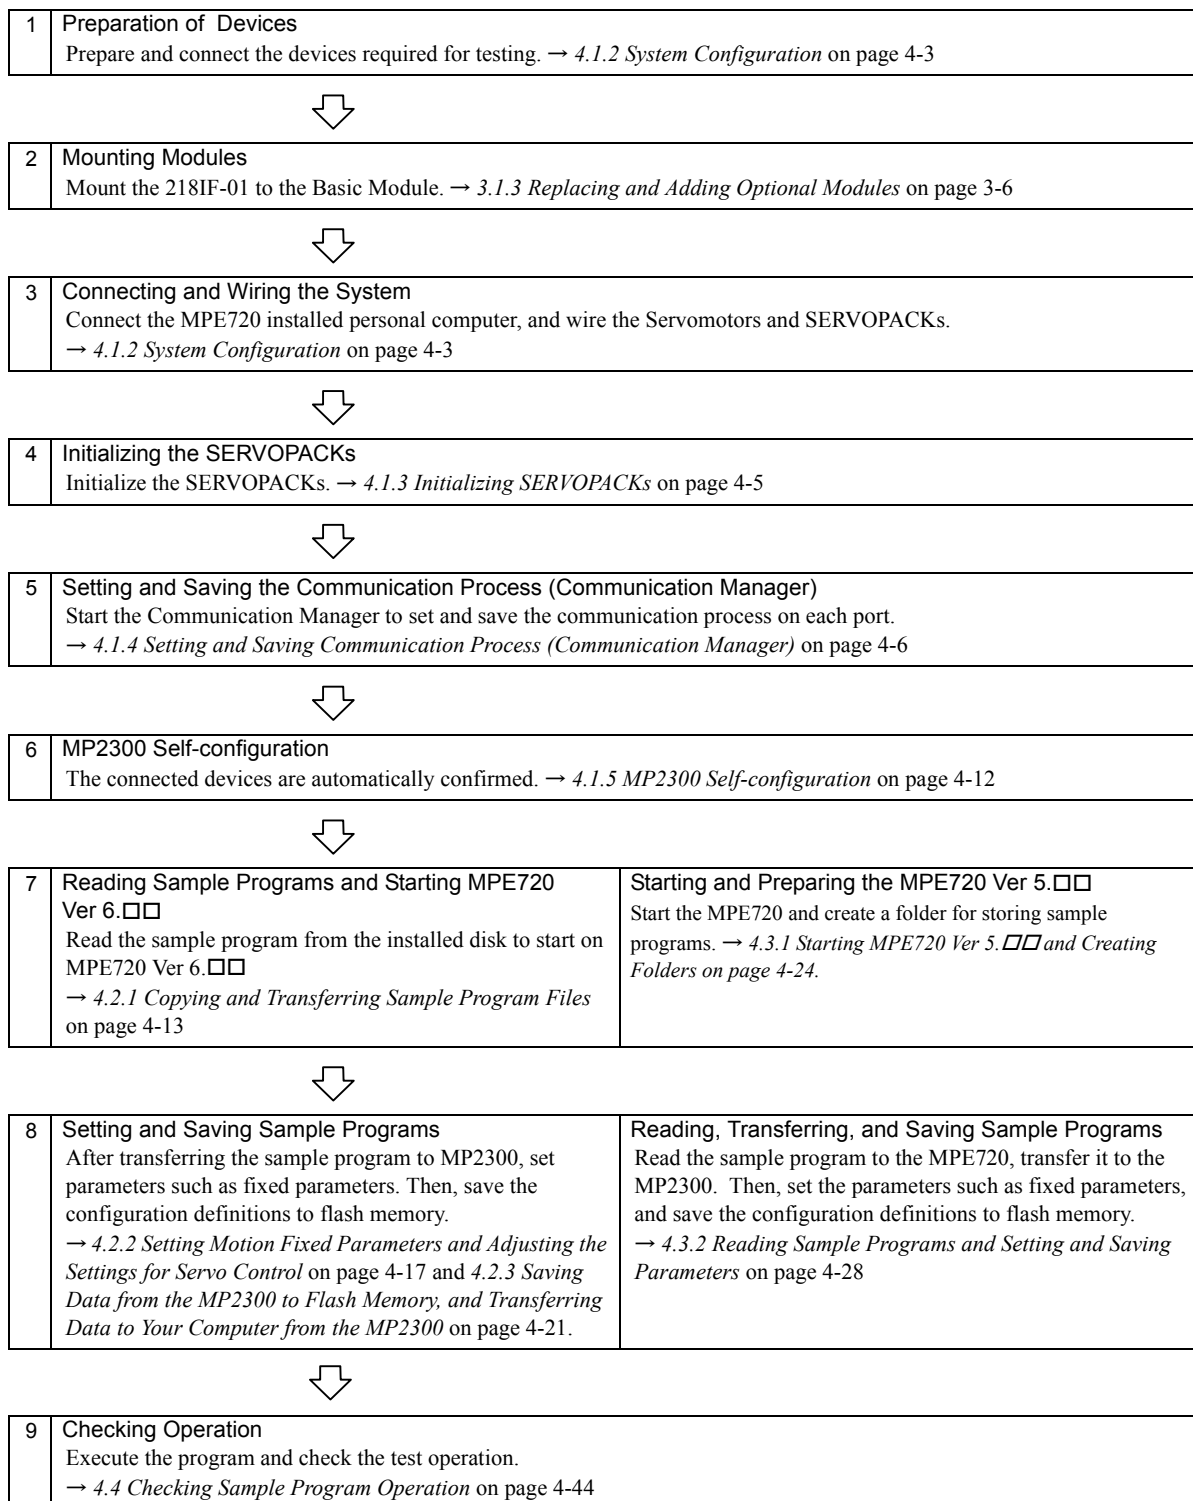 1 Preparation of Devices
Prepare and connect the devices required for testing. → 4.1.2 System Configuration on page 4-3
2 Mounting Modules
Mount the 218IF-01 to the Basic Module. → 3.1.3 Replacing and Adding Optional Modules on page 3-6
3 Connecting and Wiring the System
Connect the MPE720 installed personal computer, and wire the Servomotors and SERVOPACKs.
→ 4.1.2 System Configuration on page 4-3
4 Initializing the SERVOPACKs
Initialize the SERVOPACKs. → 4.1.3 Initializing SERVOPACKs on page 4-5
5 Setting and Saving the Communication Process (Communication Manager)
Start the Communication Manager to set and save the communication process on each port.
→ 4.1.4 Setting and Saving Communication Process (Communication Manager) on page 4-6
6 MP2300 Self-configuration
The connected devices are automatically confirmed. → 4.1.5 MP2300 Self-configuration on page 4-12
7 Reading Sample Programs and Starting MPE720
Ver 6.□□
Read the sample program from the installed disk to start on
MPE720 Ver 6.□□
→ 4.2.1 Copying and Transferring Sample Program Files
on page 4-13
Starting and Preparing the MPE720 Ver 5.□□
Start the MPE720 and create a folder for storing sample
programs. → 4.3.1 Starting MPE720 Ver 5.□□ and Creating
Folders on page 4-24.
8 Setting and Saving Sample Programs
After transferring the sample program to MP2300, set
parameters such as fixed parameters. Then, save the
configuration definitions to flash memory.
→ 4.2.2 Setting Motion Fixed Parameters and Adjusting the
Settings for Servo Control on page 4-17 and 4.2.3 Saving
Data from the MP2300 to Flash Memory, and Transferring
Data to Your Computer from the MP2300 on page 4-21.
Reading, Transferring, and Saving Sample Programs
Read the sample program to the MPE720, transfer it to the
MP2300. Then, set the parameters such as fixed parameters,
and save the configuration definitions to flash memory.
→ 4.3.2 Reading Sample Programs and Setting and Saving
Parameters on page 4-28
9 Checking Operation
Execute the program and check the test operation.
→ 4.4 Checking Sample Program Operation on page 4-44